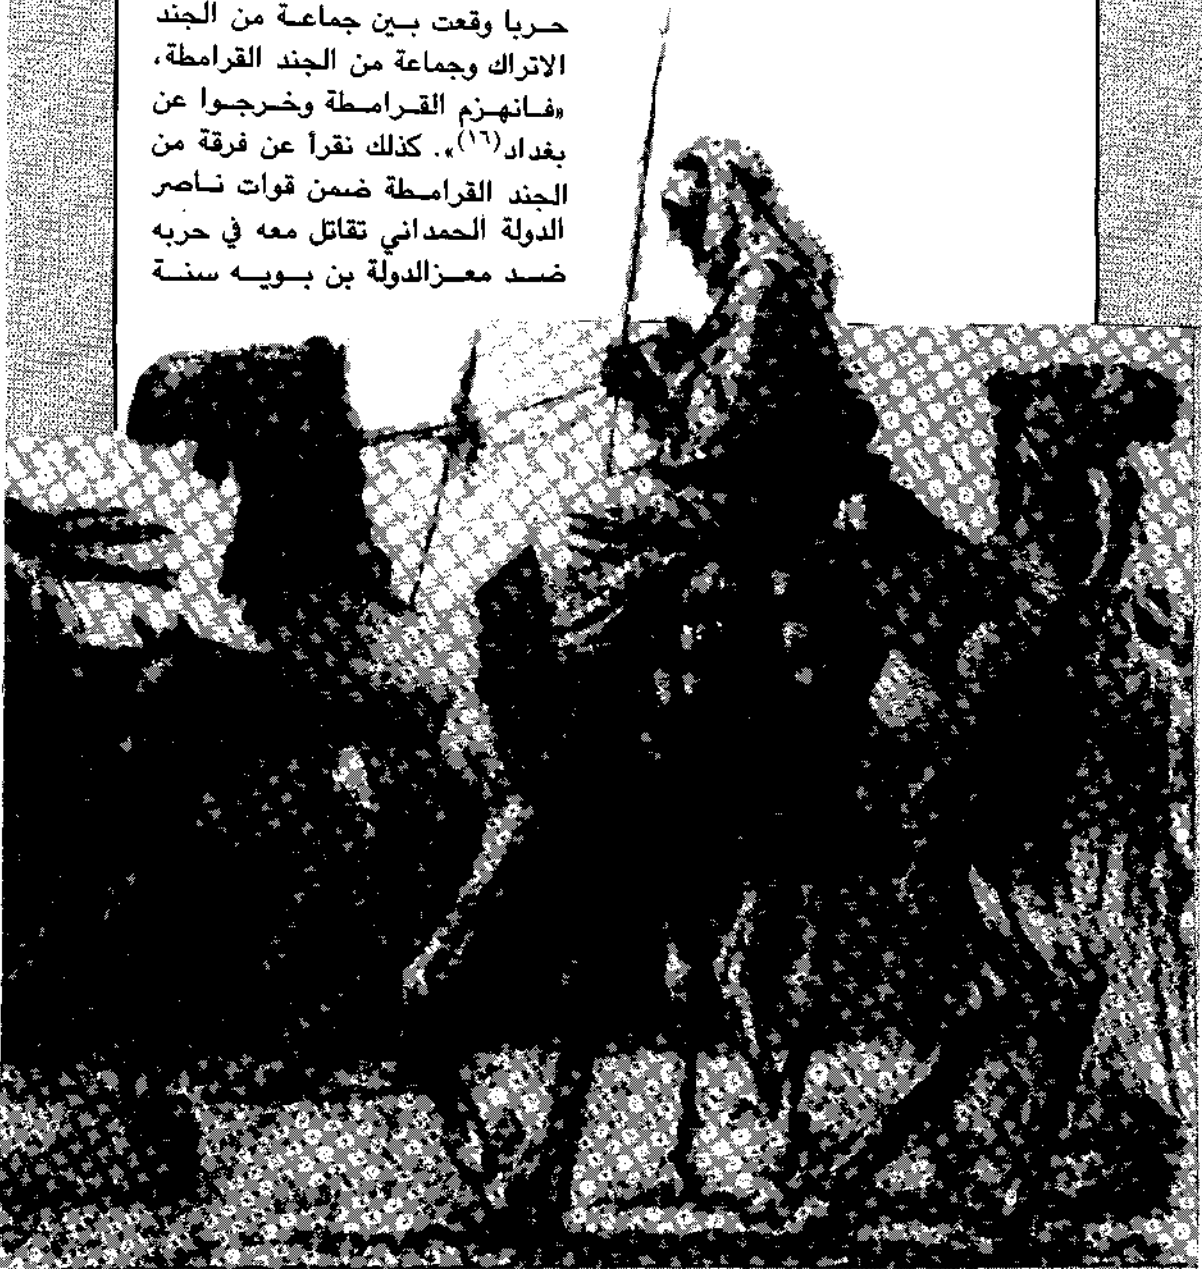 حربا وقعت بين جماعة من الجند
الاتراك وجماعة من الجند القرامطة،
«فانهزم القرامطة وخرجوا عن
بغداد(١٦)». كذلك نقرأ عن فرقة من
الجند القرامطة ضمن قوات ناصر
الدولة الحمداني تقاتل معه في حربه
ضد معزالدولة بن بويه سنة